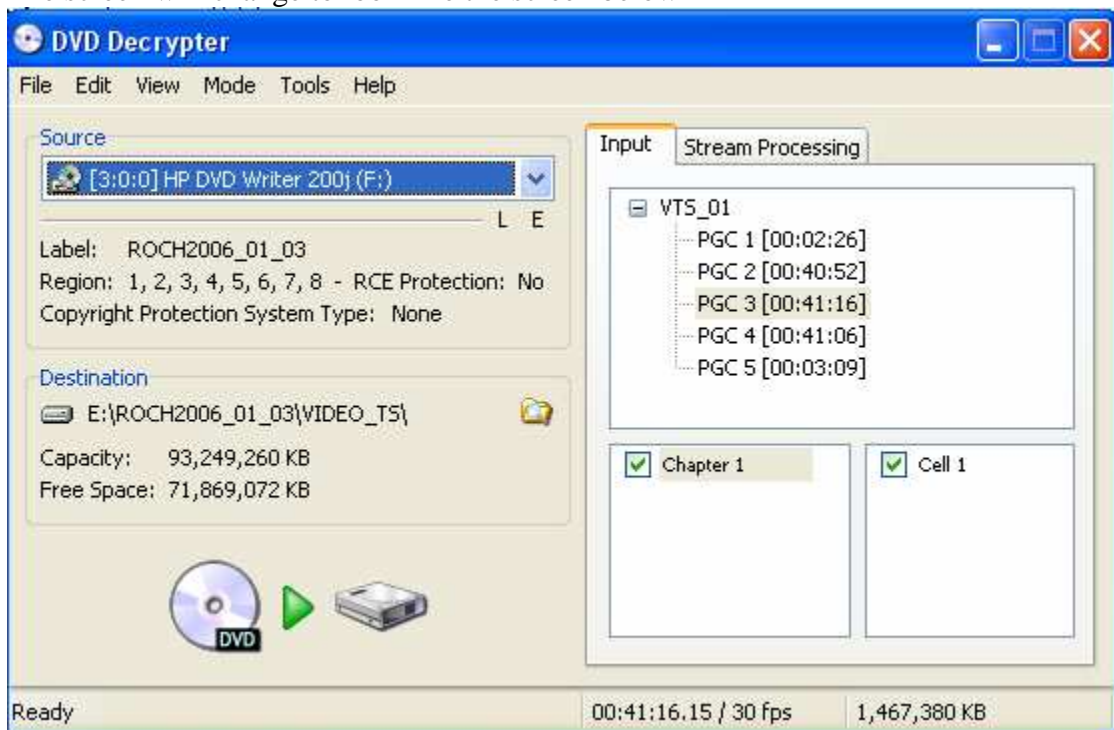 DVD Decrypter
File Edit View Mode Tools Help
Source
[3:0:0] HP DVD Writer 200j (F:)
L E
Label: ROCH2006_01_03
Region: 1, 2, 3, 4, 5, 6, 7, 8 - RCE Protection: No
Copyright Protection System Type: None
Destination
E:\ROCH2006_01_03\VIDEO_TS\
Capacity: 93,249,260 KB
Free Space: 71,869,072 KB
DVD
Input Stream Processing
VTS_01
PGC 1 [00:02:26]
PGC 2 [00:40:52]
PGC 3 [00:41:16]
PGC 4 [00:41:06]
PGC 5 [00:03:09]
Chapter 1
Cell 1
Ready
00:41:16.15 / 30 fps
1,467,380 KB